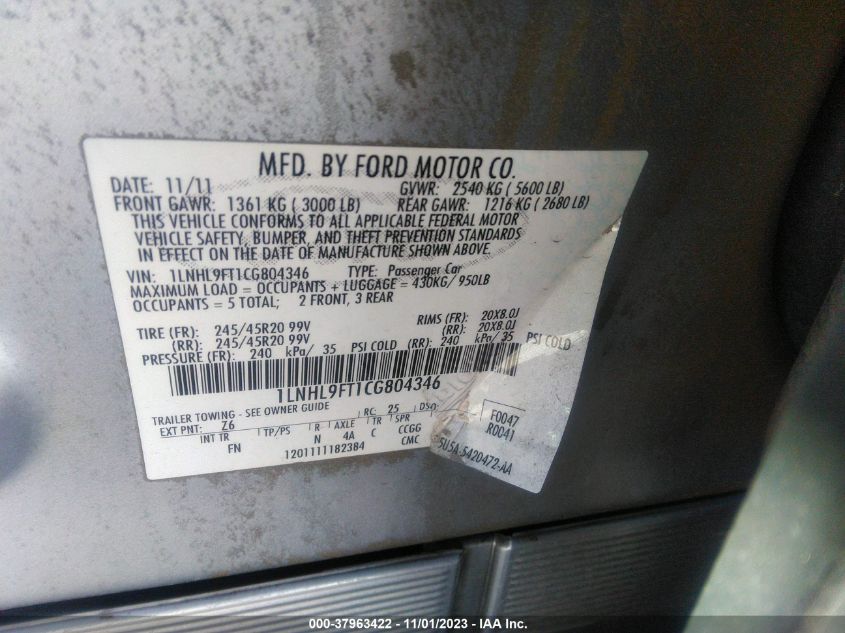 MFD. BY FORD MOTOR CO.
DATE: 11/11 GVWR: 2540 KG ( 5600 LB)
FRONT GAWR: 1361 KG ( 3000 LB) REAR GAWR: 1216 KG ( 2680 LB)
THIS VEHICLE CONFORMS TO ALL APPLICABLE FEDERAL MOTOR
VEHICLE SAFETY, BUMPER, AND THEFT PREVENTION STANDARDS
IN EFFECT ON THE DATE OF MANUFACTURE SHOWN ABOVE.
VIN: 1LNHL9FT1CG804346 TYPE: Passenger Car
MAXIMUM LOAD = OCCUPANTS + LUGGAGE = 430KG/ 950LB
OCCUPANTS = 5 TOTAL; 2 FRONT, 3 REAR
TIRE (FR): 245/45R20 99V RIMS (FR): 20X8.0J
(RR): 245/45R20 99V (RR): 20X8.0J
PRESSURE (FR): 240 kPa/ 35 PSI COLD (RR): 240 kPa/ 35 PSI COLD
1LNHL9FT1CG804346
TRAILER TOWING - SEE OWNER GUIDE
EXT PNT: Z6 RC: 25 DSO: F0047
INT TR TP/PS R AXLE TR SPR R0041
FN N 4A C CCGG
1201111182384 CMC 5U5A-5420472-AA
000-37963422 - 11/01/2023 - IAA Inc.